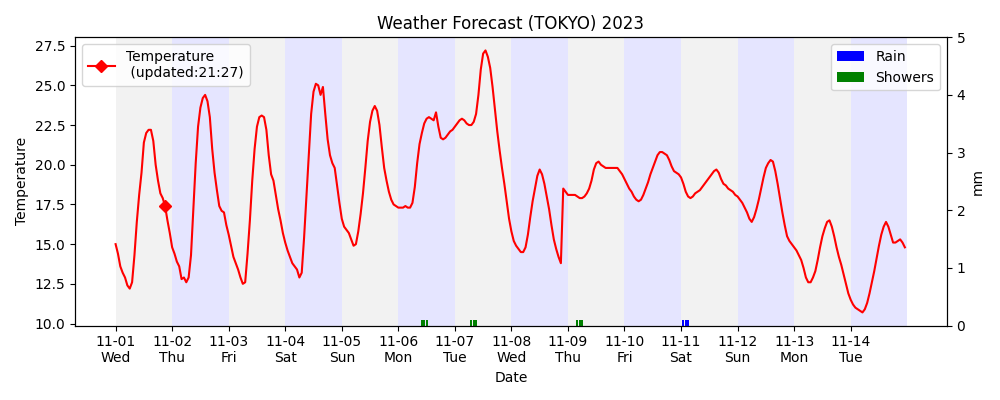 Weather Forecast (TOKYO) 2023
Temperature
(updated:21:27)
Rain
Showers
Temperature
27.5
25.0
22.5
20.0
17.5
15.0
12.5
10.0
5
4
3
2
1
0
mm
11-01 11-02 11-03 11-04 11-05 11-06 11-07 11-08 11-09 11-10 11-11 11-12 11-13 11-14
Wed Thu Fri Sat Sun Mon Tue Wed Thu Fri Sat Sun Mon Tue
Date